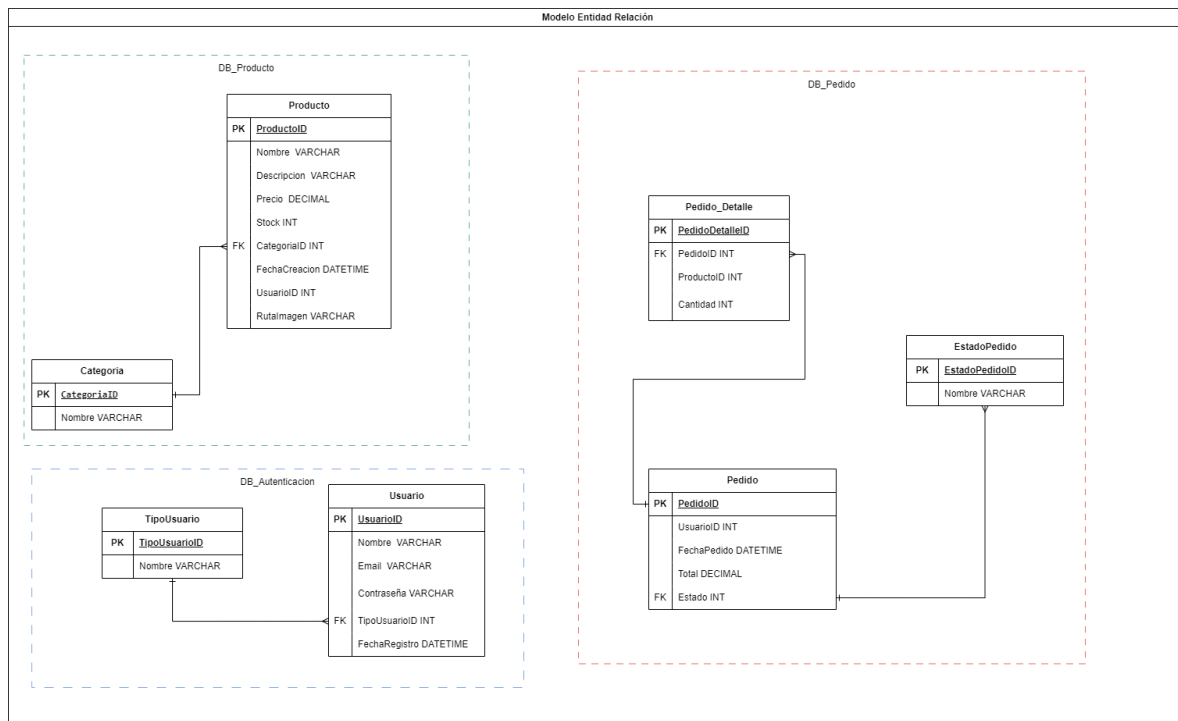 Modelo Entidad Relación
DB_Producto
Producto
PK ProductoID
Nombre VARCHAR
Descripcion VARCHAR
Precio DECIMAL
Stock INT
FK CategoriaID INT
FechaCreacion DATETIME
UsuarioID INT
RutaImagen VARCHAR
Categoria
PK CategoriaID
Nombre VARCHAR
DB_Autenticacion
TipoUsuario
PK TipoUsuarioID
Nombre VARCHAR
Usuario
PK UsuarioID
Nombre VARCHAR
Email VARCHAR
Contraseña VARCHAR
FK TipoUsuarioID INT
FechaRegistro DATETIME
DB_Pedido
Pedido_Detalle
PK PedidoDetalleID
FK PedidoID INT
ProductoID INT
Cantidad INT
EstadoPedido
PK EstadoPedidoID
Nombre VARCHAR
Pedido
PK PedidoID
UsuarioID INT
FechaPedido DATETIME
Total DECIMAL
FK Estado INT